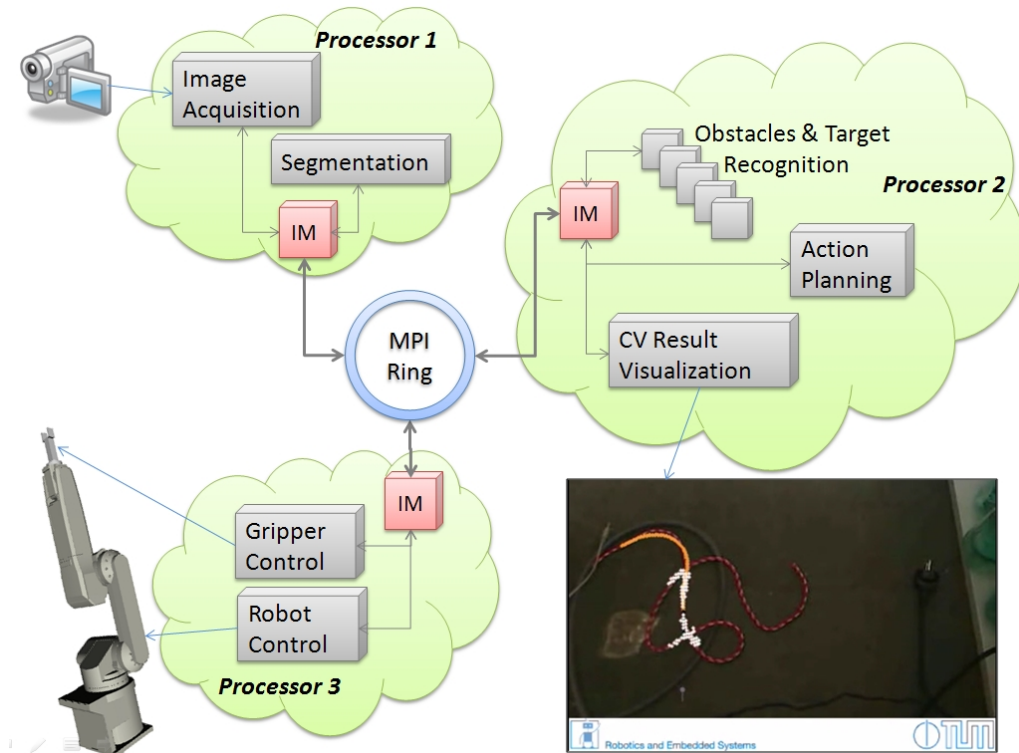 Processor 1
Image
Acquisition
Segmentation
IM
Obstacles & Target
Recognition
Processor 2
IM
Action
Planning
CV Result
Visualization
MPI
Ring
IM
Gripper
Control
Robot
Control
Processor 3
Robotics and Embedded Systems
TUM